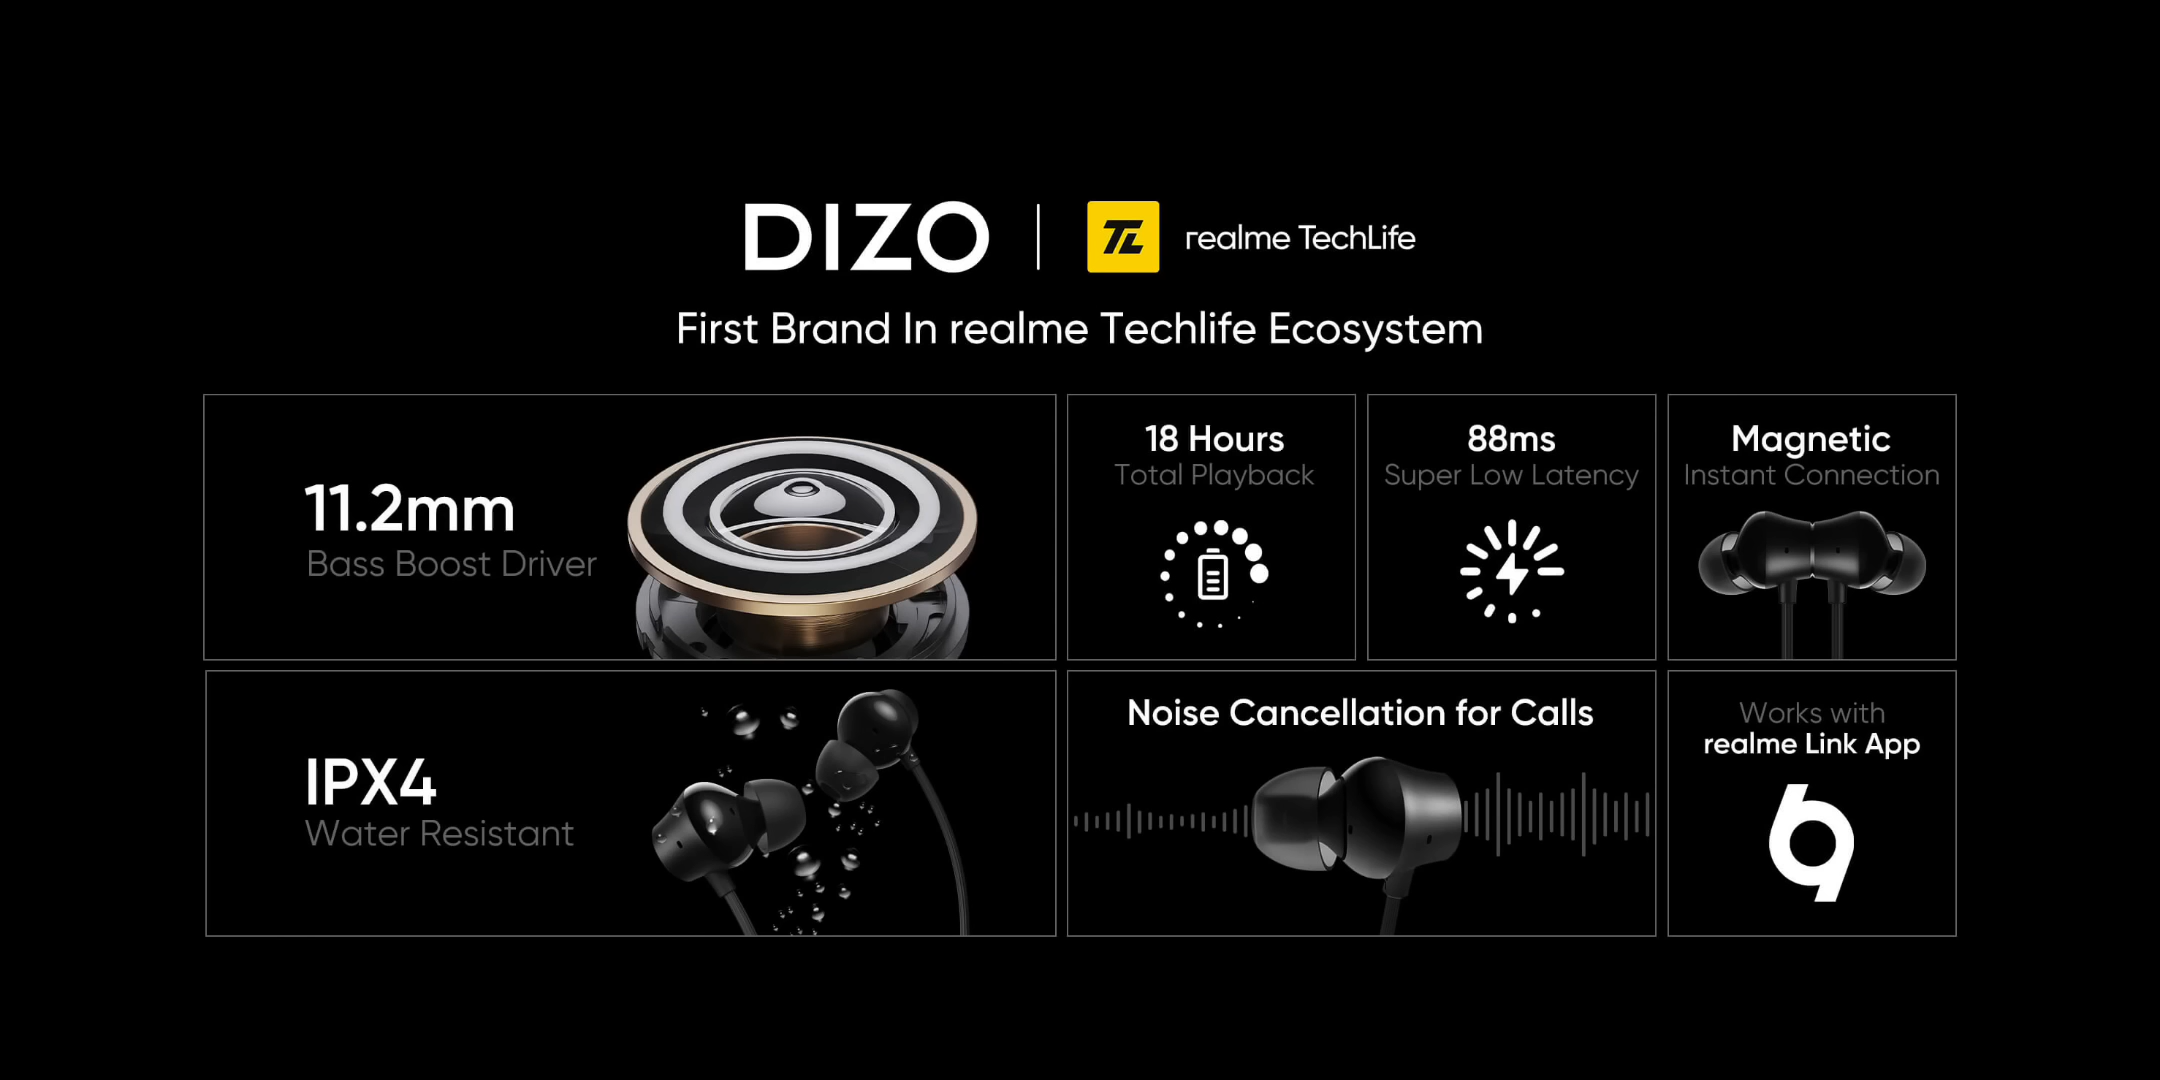 DIZO
TL
realme TechLife
First Brand In realme Techlife Ecosystem
11.2mm
Bass Boost Driver
18 Hours
Total Playback
88ms
Super Low Latency
Magnetic
Instant Connection
IPX4
Water Resistant
Noise Cancellation for Calls
Works with
realme Link App